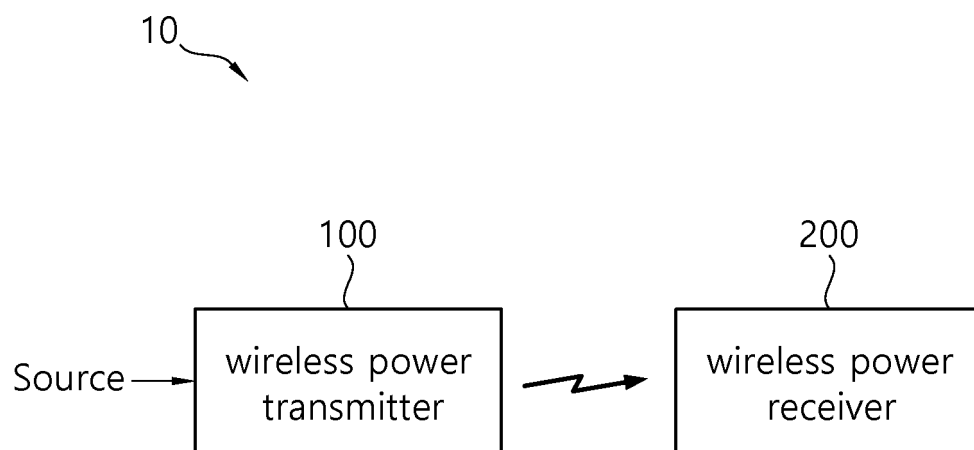 10
100
200
Source
wireless power
transmitter
wireless power
receiver